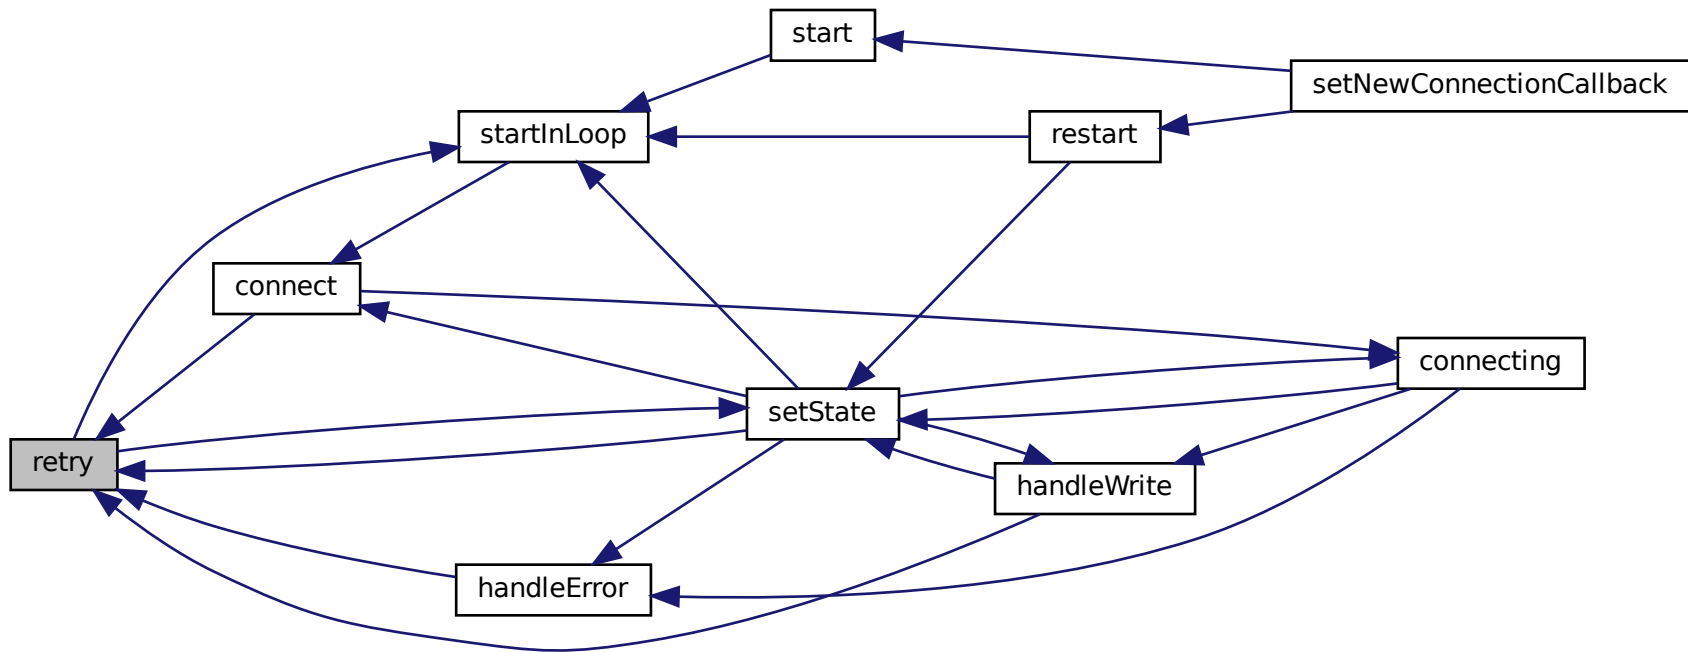 start
setNewConnectionCallback
startInLoop
restart
connect
connecting
setState
retry
handleWrite
handleError